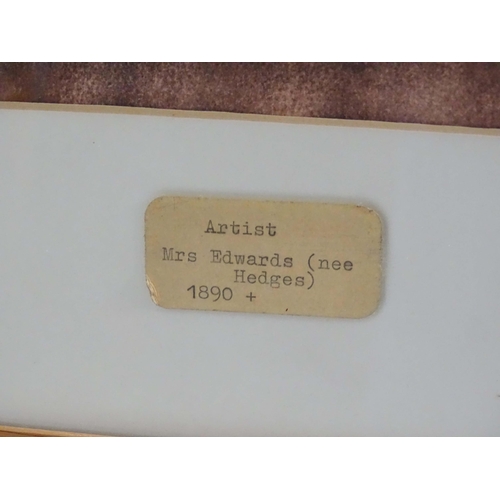 Artist
Mrs Edwards (nee
Hedges)
1890 +